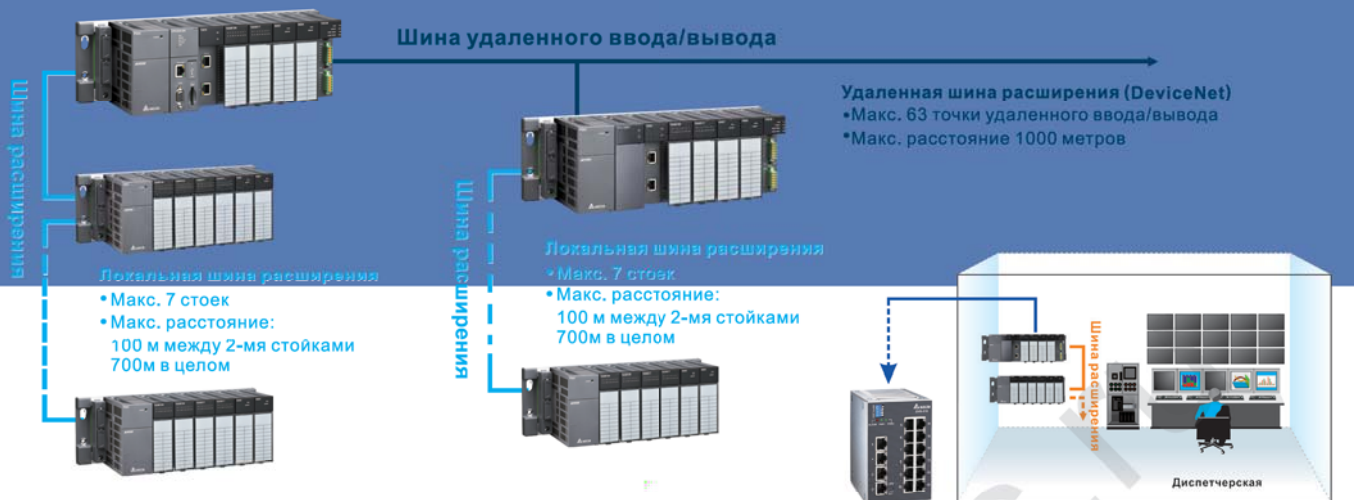 Шина удаленного ввода/вывода
Удаленная шина расширения (DeviceNet)
•Макс. 63 точки удаленного ввода/вывода
•Макс. расстояние 1000 метров
Шина расширения
Локальная шина расширения
•Макс. 7 стоек
•Макс. расстояние:
100 м между 2-мя стойками
700м в целом
Шина расширения
Локальная шина расширения
•Макс. 7 стоек
•Макс. расстояние:
100 м между 2-мя стойками
700м в целом
Шина расширения
Диспетчерская